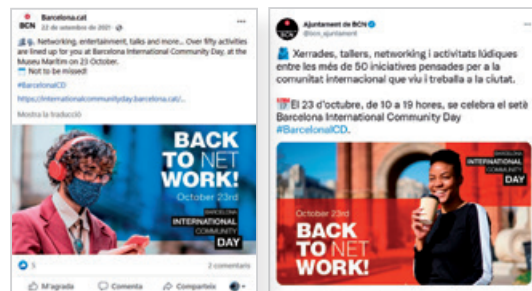 Barcelona.cat
BCN
22 de setembre de 2021
Networking, entertainment, talks and more... Over fifty activities
are lined up for you at Barcelona International Community Day, at the
Museu Marítim on 23 October.
Not to be missed!
#BarcelonaICD
https://internationalcommunityday.barcelona.cat/...
Mostra la traducció
BACK
TO NET
WORK!
October 23rd
BARCELONA
INTERNATIONAL
COMMUNITY
DAY
5
2 comentaris
M'agrada
Comenta
Comparteix
Ajuntament de BCN
BCN
@bcn_ajuntament
Xerrades, tallers, networking i activitats lúdiques
entre les més de 50 iniciatives pensades per a la
comunitat internacional que viu i treballa a la ciutat.
El 23 d'octubre, de 10 a 19 hores, se celebra el setè
Barcelona International Community Day
#BarcelonaICD.
BARCELONA
INTERNATIONAL
COMMUNITY
DAY
October 23rd
BACK
TO NET
WORK!